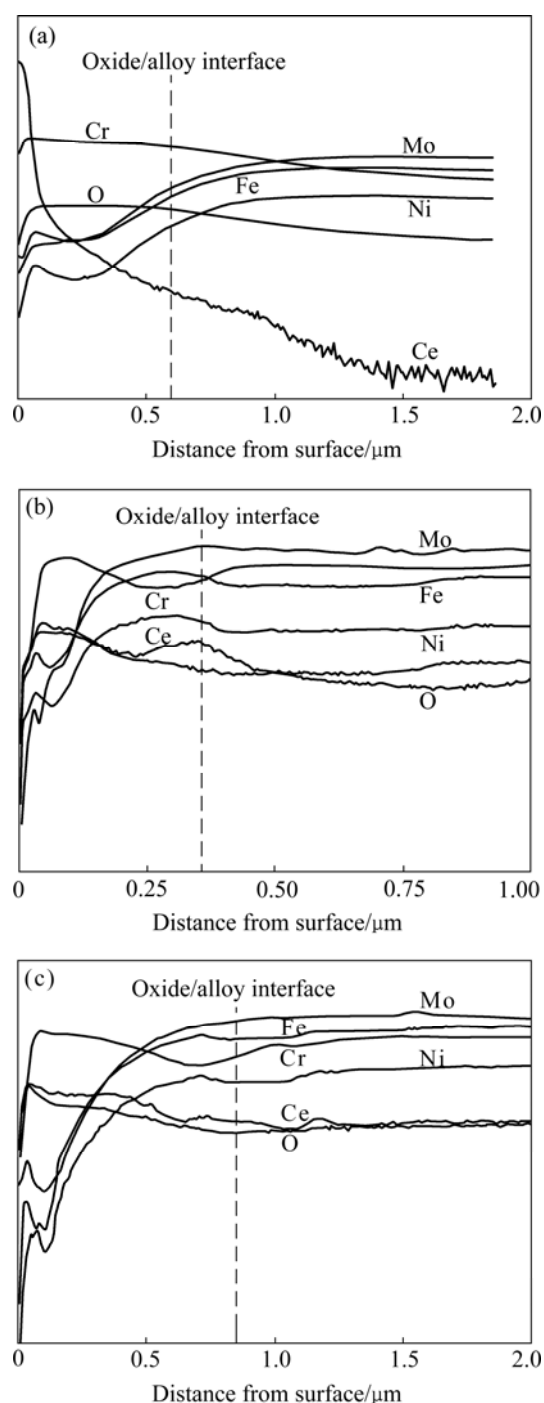 (a)
Oxide/alloy interface
Cr
Mo
Fe
O
Ni
Ce
0 0.5 1.0 1.5 2.0
Distance from surface/μm
(b)
Oxide/alloy interface
Mo
Cr
Fe
Ce
Ni
O
0 0.25 0.50 0.75 1.00
Distance from surface/μm
(c)
Oxide/alloy interface
Mo
Fe
Cr
Ni
Ce
O
0 0.5 1.0 1.5 2.0
Distance from surface/μm